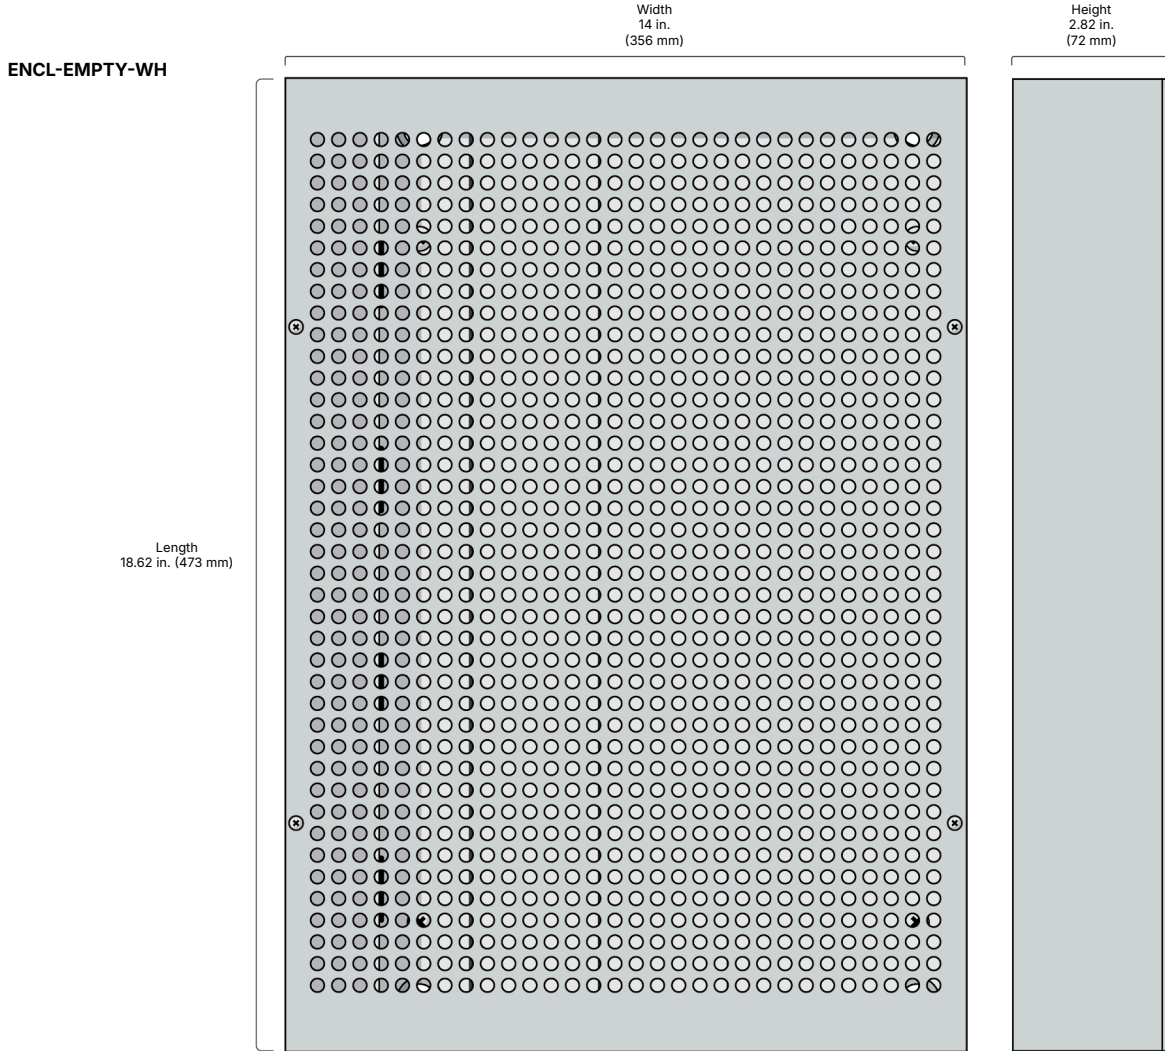 Width
14 in.
(356 mm)
Height
2.82 in.
(72 mm)
ENCL-EMPTY-WH
Length
18.62 in. (473 mm)